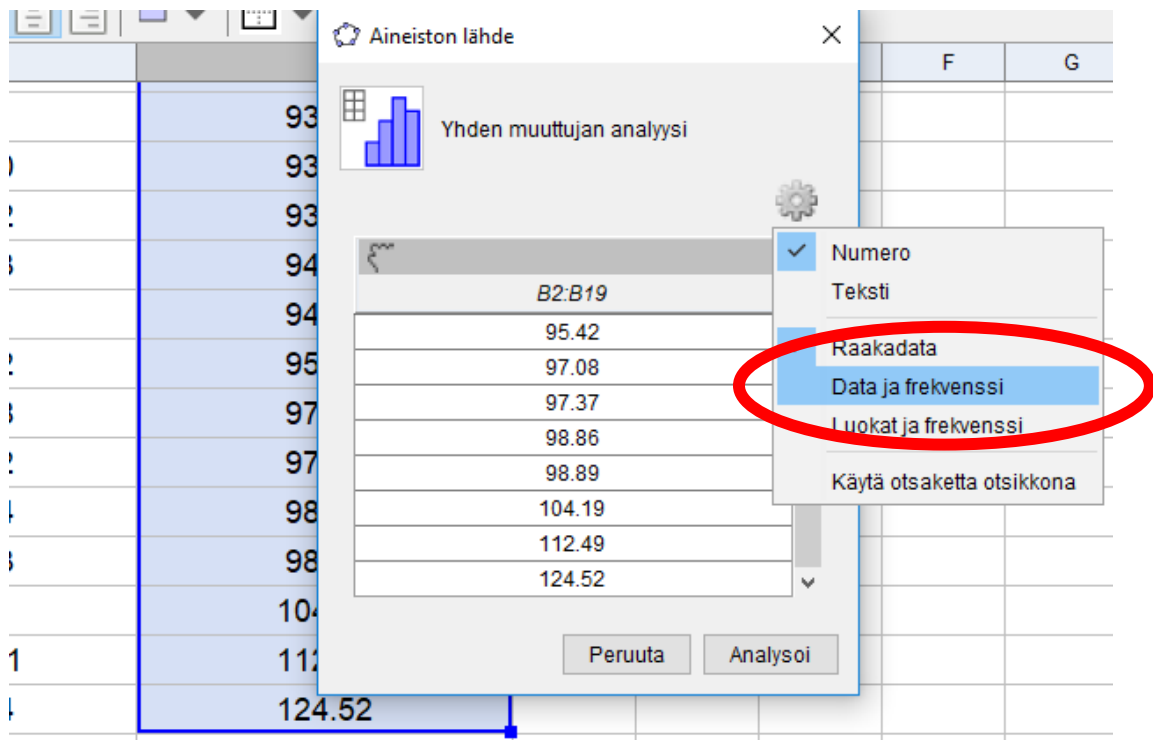 Aineiston lähde
F G
Yhden muuttujan analyysi
93
93
93
94
94
95
97
97
98
98
104
112
124.52
1
B2:B19
95.42
97.08
97.37
98.86
98.89
104.19
112.49
124.52
Numero
Teksti
Raakadata
Data ja frekvenssi
Luokat ja frekvenssi
Käytä otsaketta otsikkona
Peruuta Analysoi